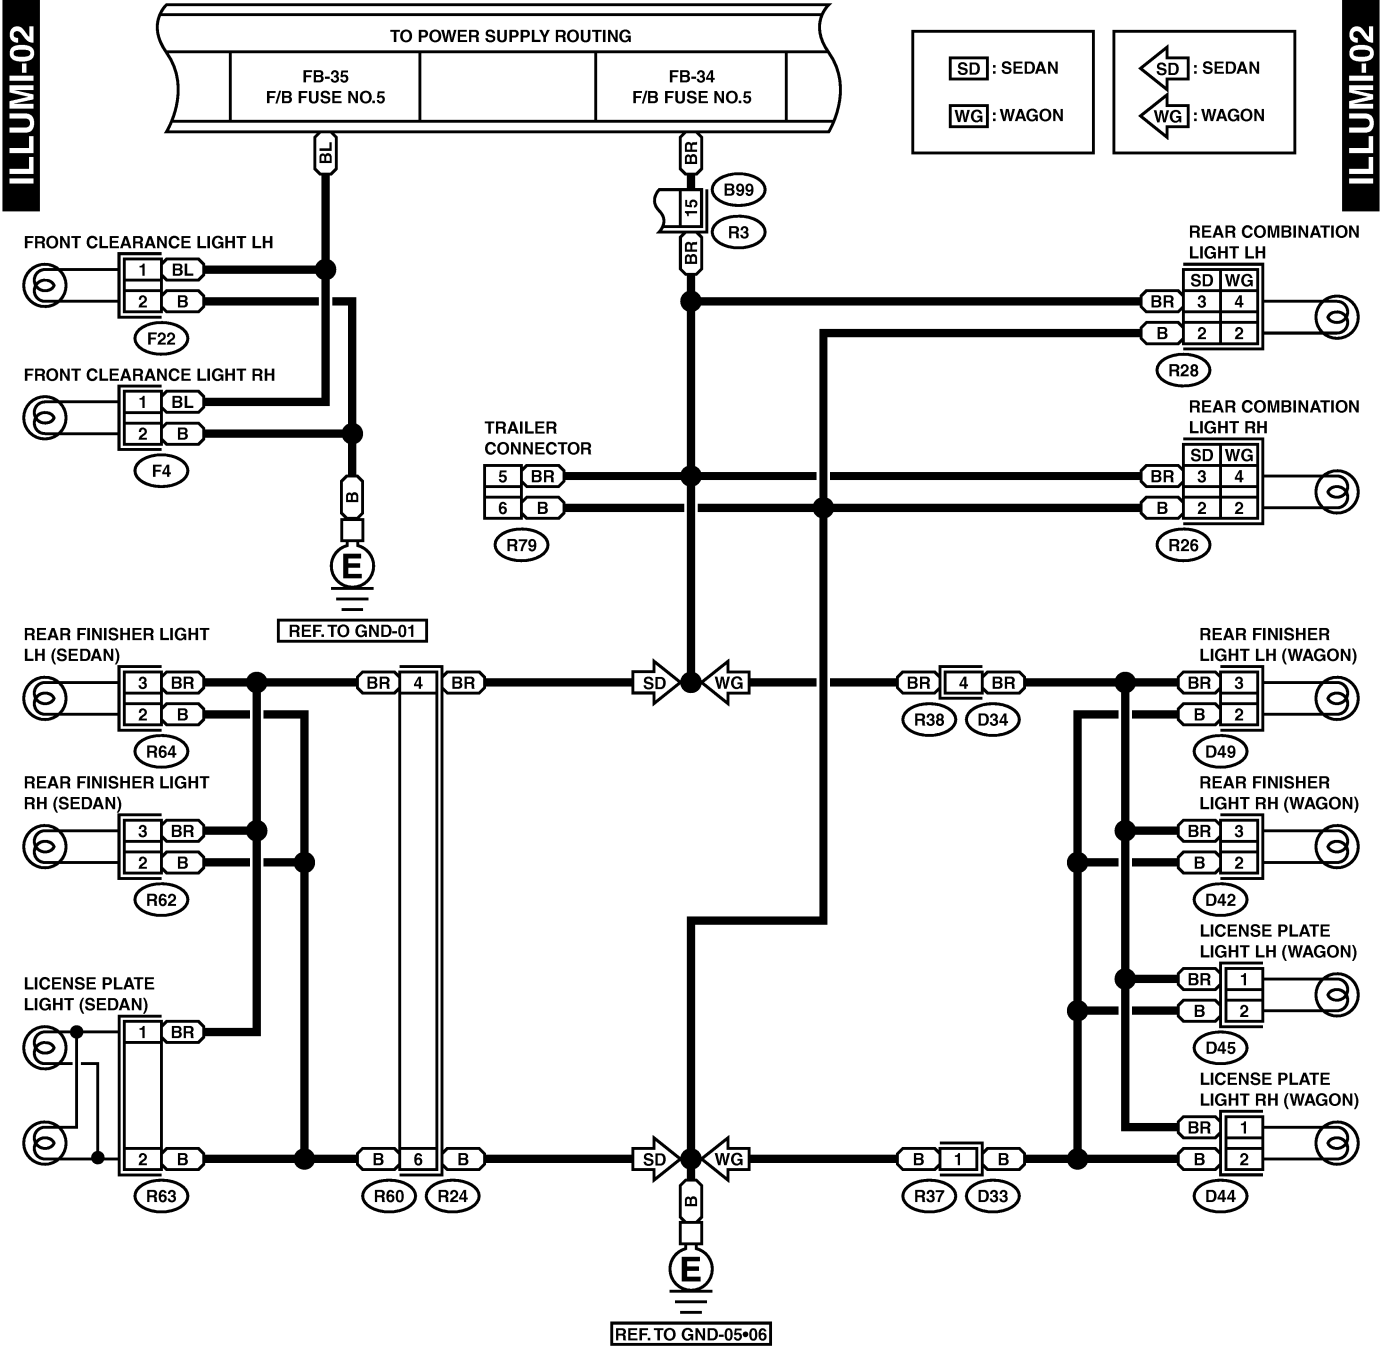 ILLUMI-02
ILLUMI-02
TO POWER SUPPLY ROUTING
FB-35
F/B FUSE NO.5
FB-34
F/B FUSE NO.5
SD : SEDAN
WG : WAGON
SD : SEDAN
WG : WAGON
BL
BR
15
B99
R3
BR
FRONT CLEARANCE LIGHT LH
1 BL
2 B
F22
FRONT CLEARANCE LIGHT RH
1 BL
2 B
F4
B
E
REF. TO GND-01
REAR COMBINATION
LIGHT LH
SD WG
BR 3 4
B 2 2
R28
REAR COMBINATION
LIGHT RH
SD WG
BR 3 4
B 2 2
R26
TRAILER
CONNECTOR
5 BR
6 B
R79
REAR FINISHER LIGHT
LH (SEDAN)
3 BR
2 B
R64
BR 4 BR
SD
WG
BR 4 BR
R38 D34
REAR FINISHER
LIGHT LH (WAGON)
BR 3
B 2
D49
REAR FINISHER LIGHT
RH (SEDAN)
3 BR
2 B
R62
REAR FINISHER
LIGHT RH (WAGON)
BR 3
B 2
D42
LICENSE PLATE
LIGHT LH (WAGON)
BR 1
B 2
D45
LICENSE PLATE
LIGHT (SEDAN)
1 BR
2 B
R63
B 6 B
R60 R24
SD
WG
B 1 B
R37 D33
LICENSE PLATE
LIGHT RH (WAGON)
BR 1
B 2
D44
B
E
REF. TO GND-05•06